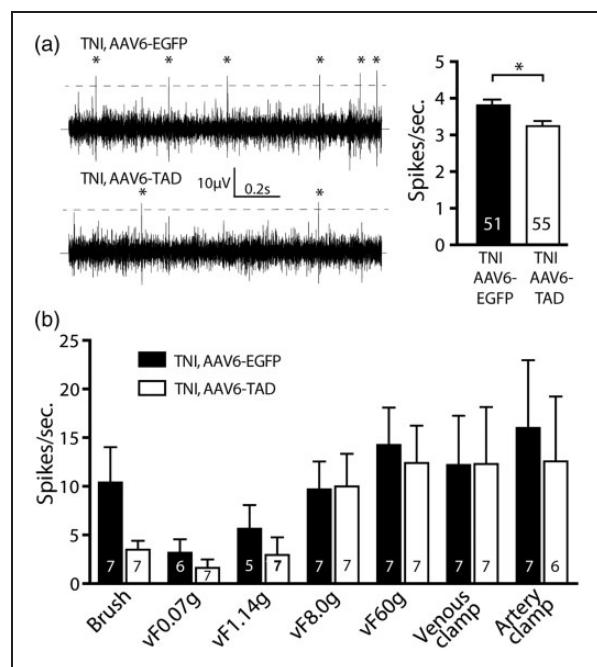 (a)
TNI, AAV6-EGFP
* * * * * *
TNI, AAV6-TAD
10μV
0.2s
* *
*
Spikes/sec.
5
4
3
2
1
0
51 55
TNI TNI
AAV6- AAV6-
EGFP TAD
(b)
TNI, AAV6-EGFP
TNI, AAV6-TAD
Spikes/sec.
25
20
15
10
5
0
7 7 6 7 5 7 7 7 7 7 7 7 7 6
Brush
vF0.07g
vF1.14g
vF8.0g
vF60g
Venous
clamp
Artery
clamp